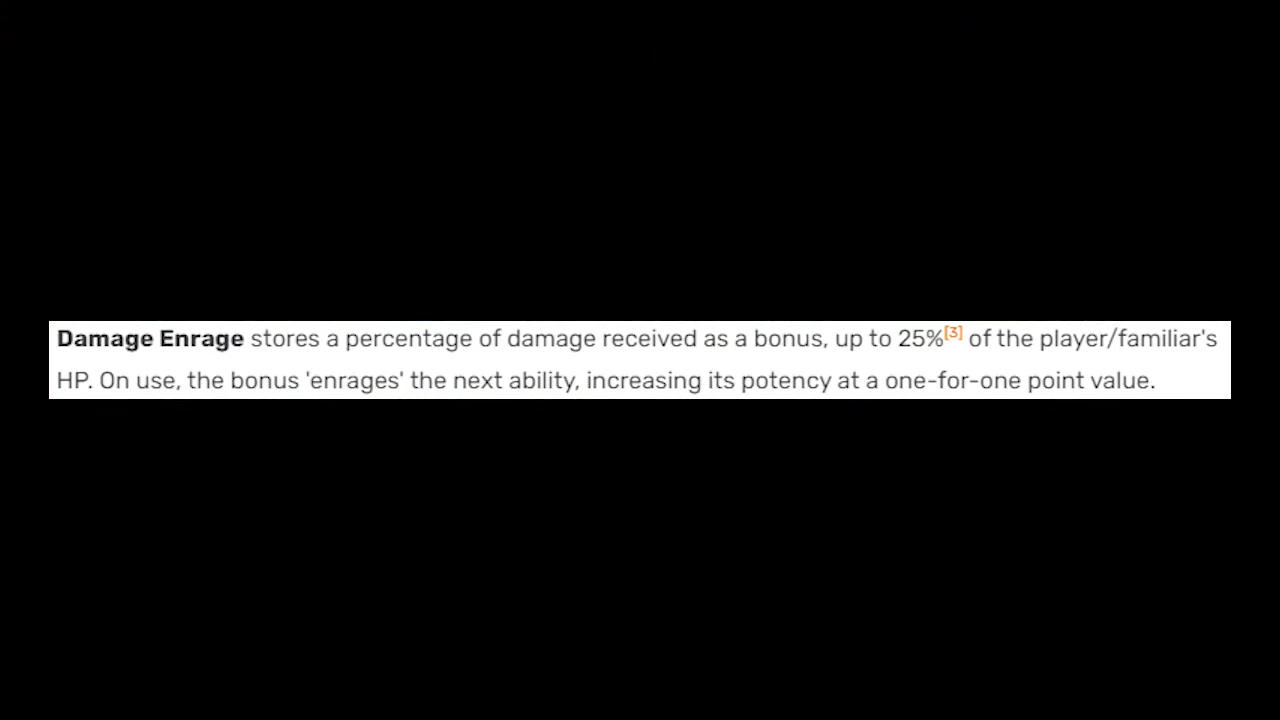 Damage Enrage stores a percentage of damage received as a bonus, up to 25%[3] of the player/familiar's
HP. On use, the bonus 'enrages' the next ability, increasing its potency at a one-for-one point value.